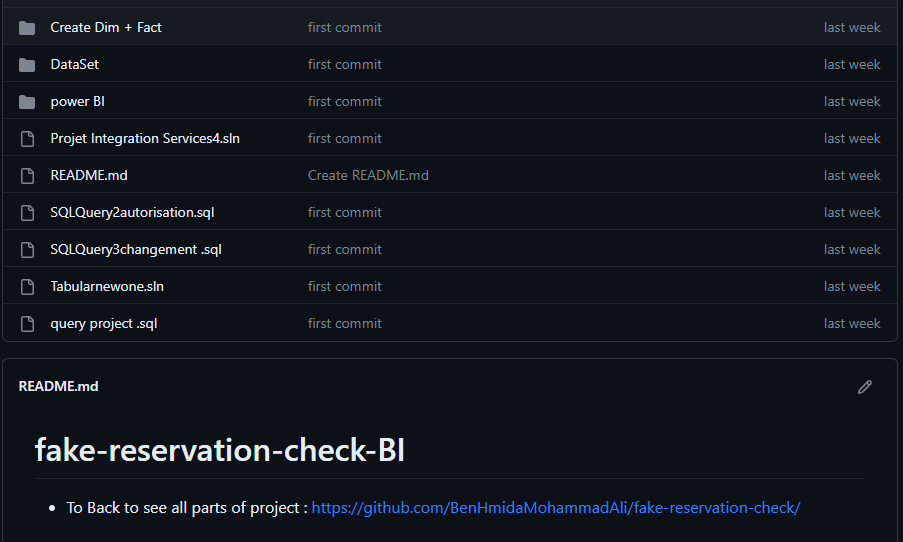 Create Dim + Fact first commit last week
DataSet first commit last week
power BI first commit last week
Projet Integration Services4.sln first commit last week
README.md Create README.md last week
SQLQuery2autorisation.sql first commit last week
SQLQuery3changement .sql first commit last week
Tabularnewone.sln first commit last week
query project .sql first commit last week
README.md
fake-reservation-check-BI
• To Back to see all parts of project : https://github.com/BenHmidaMohammadAli/fake-reservation-check/